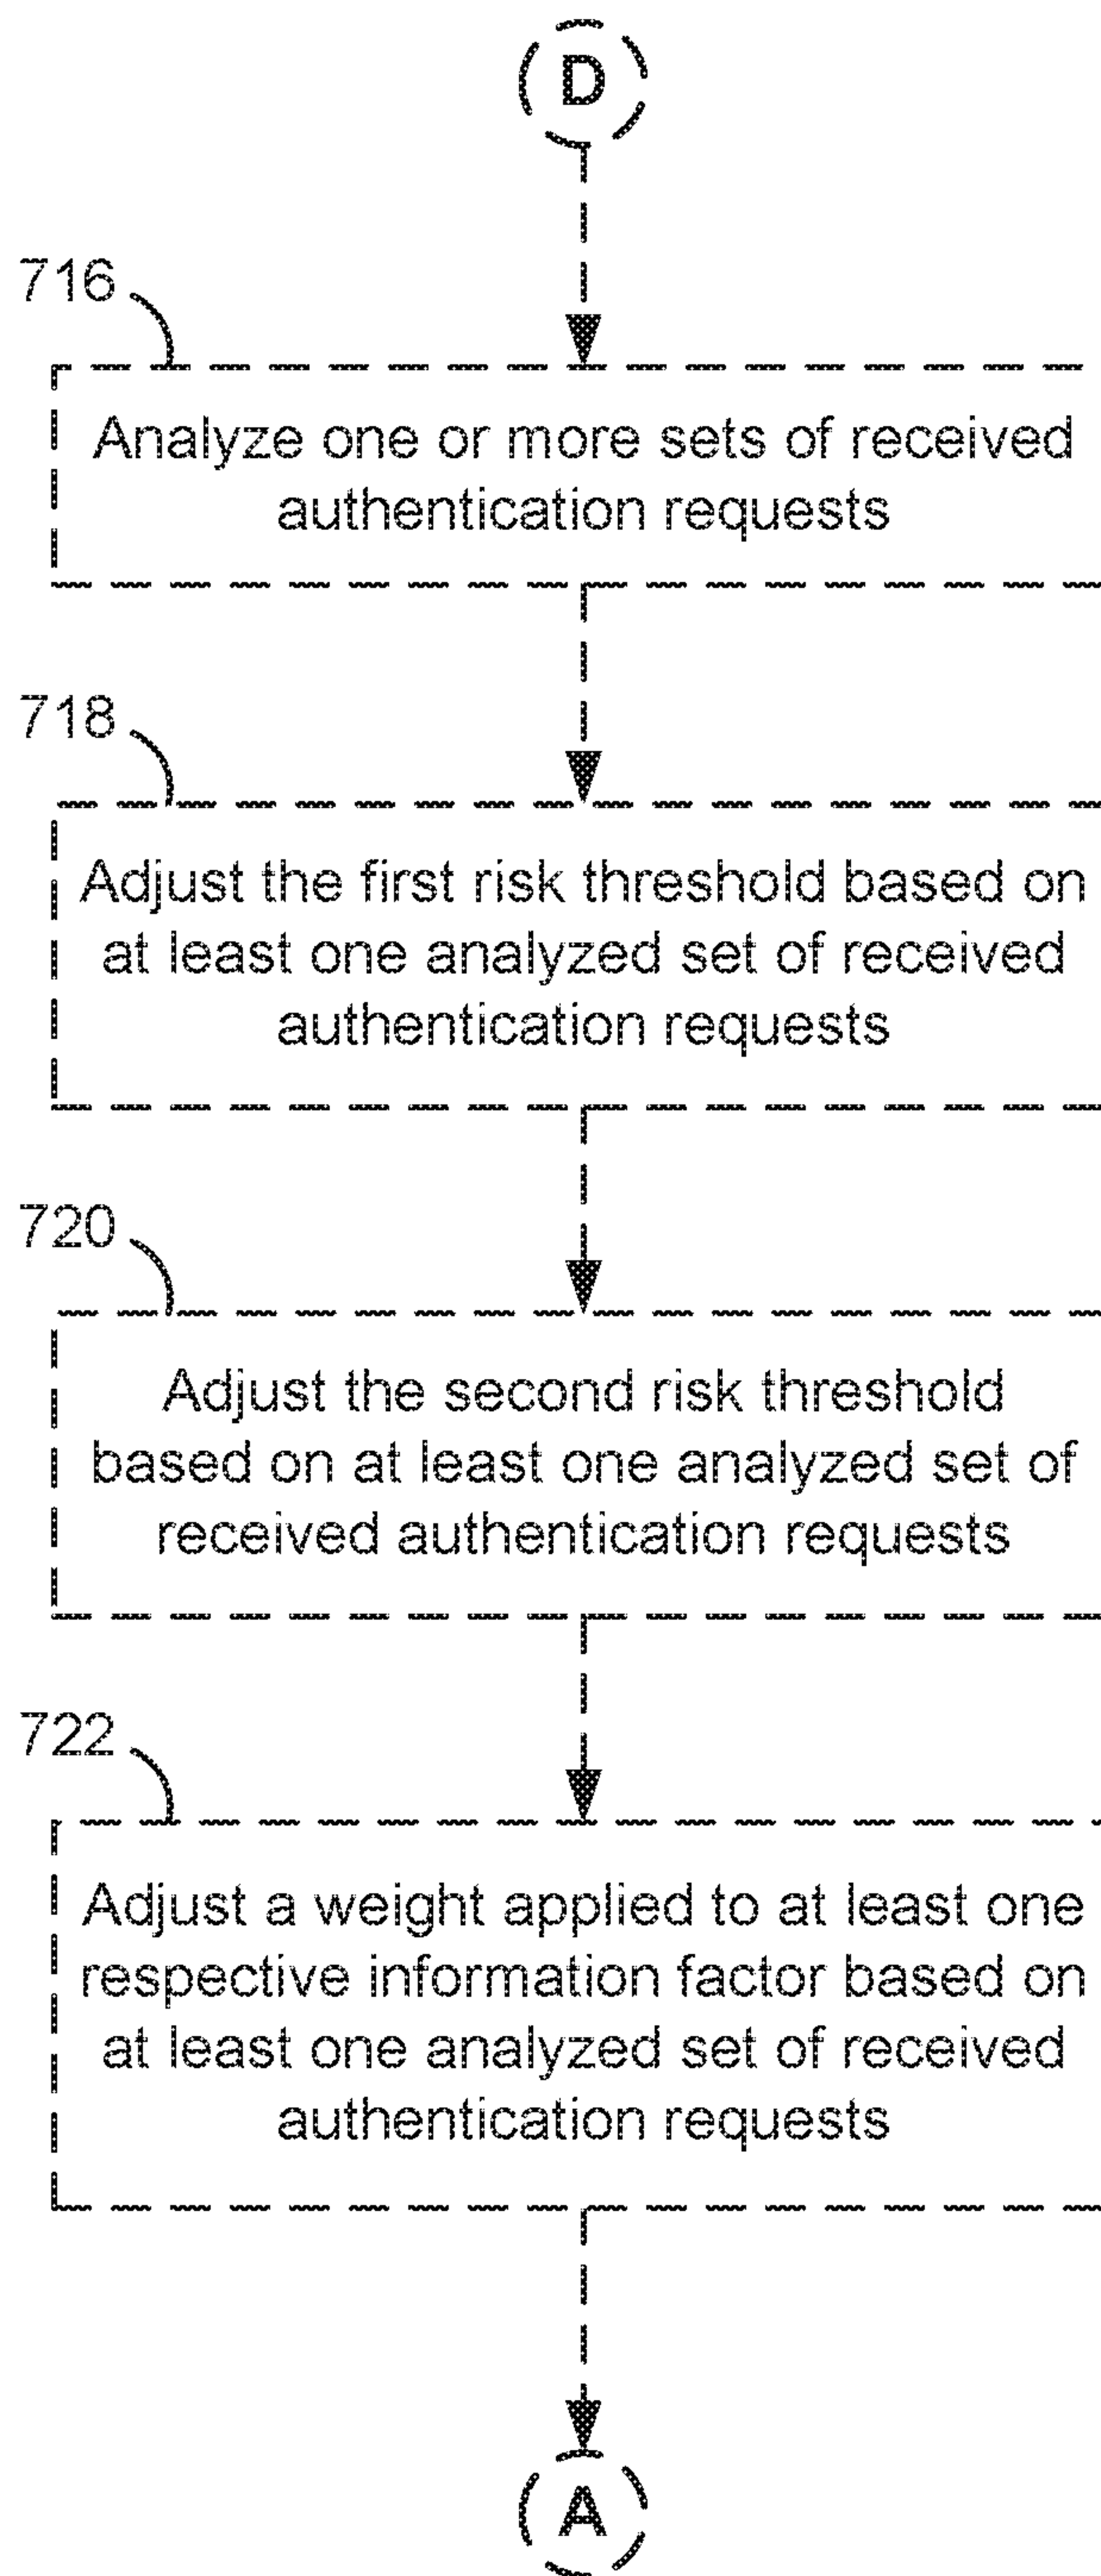 D
716
Analyze one or more sets of received
authentication requests
718
Adjust the first risk threshold based on
at least one analyzed set of received
authentication requests
720
Adjust the second risk threshold
based on at least one analyzed set of
received authentication requests
722
Adjust a weight applied to at least one
respective information factor based on
at least one analyzed set of received
authentication requests
A